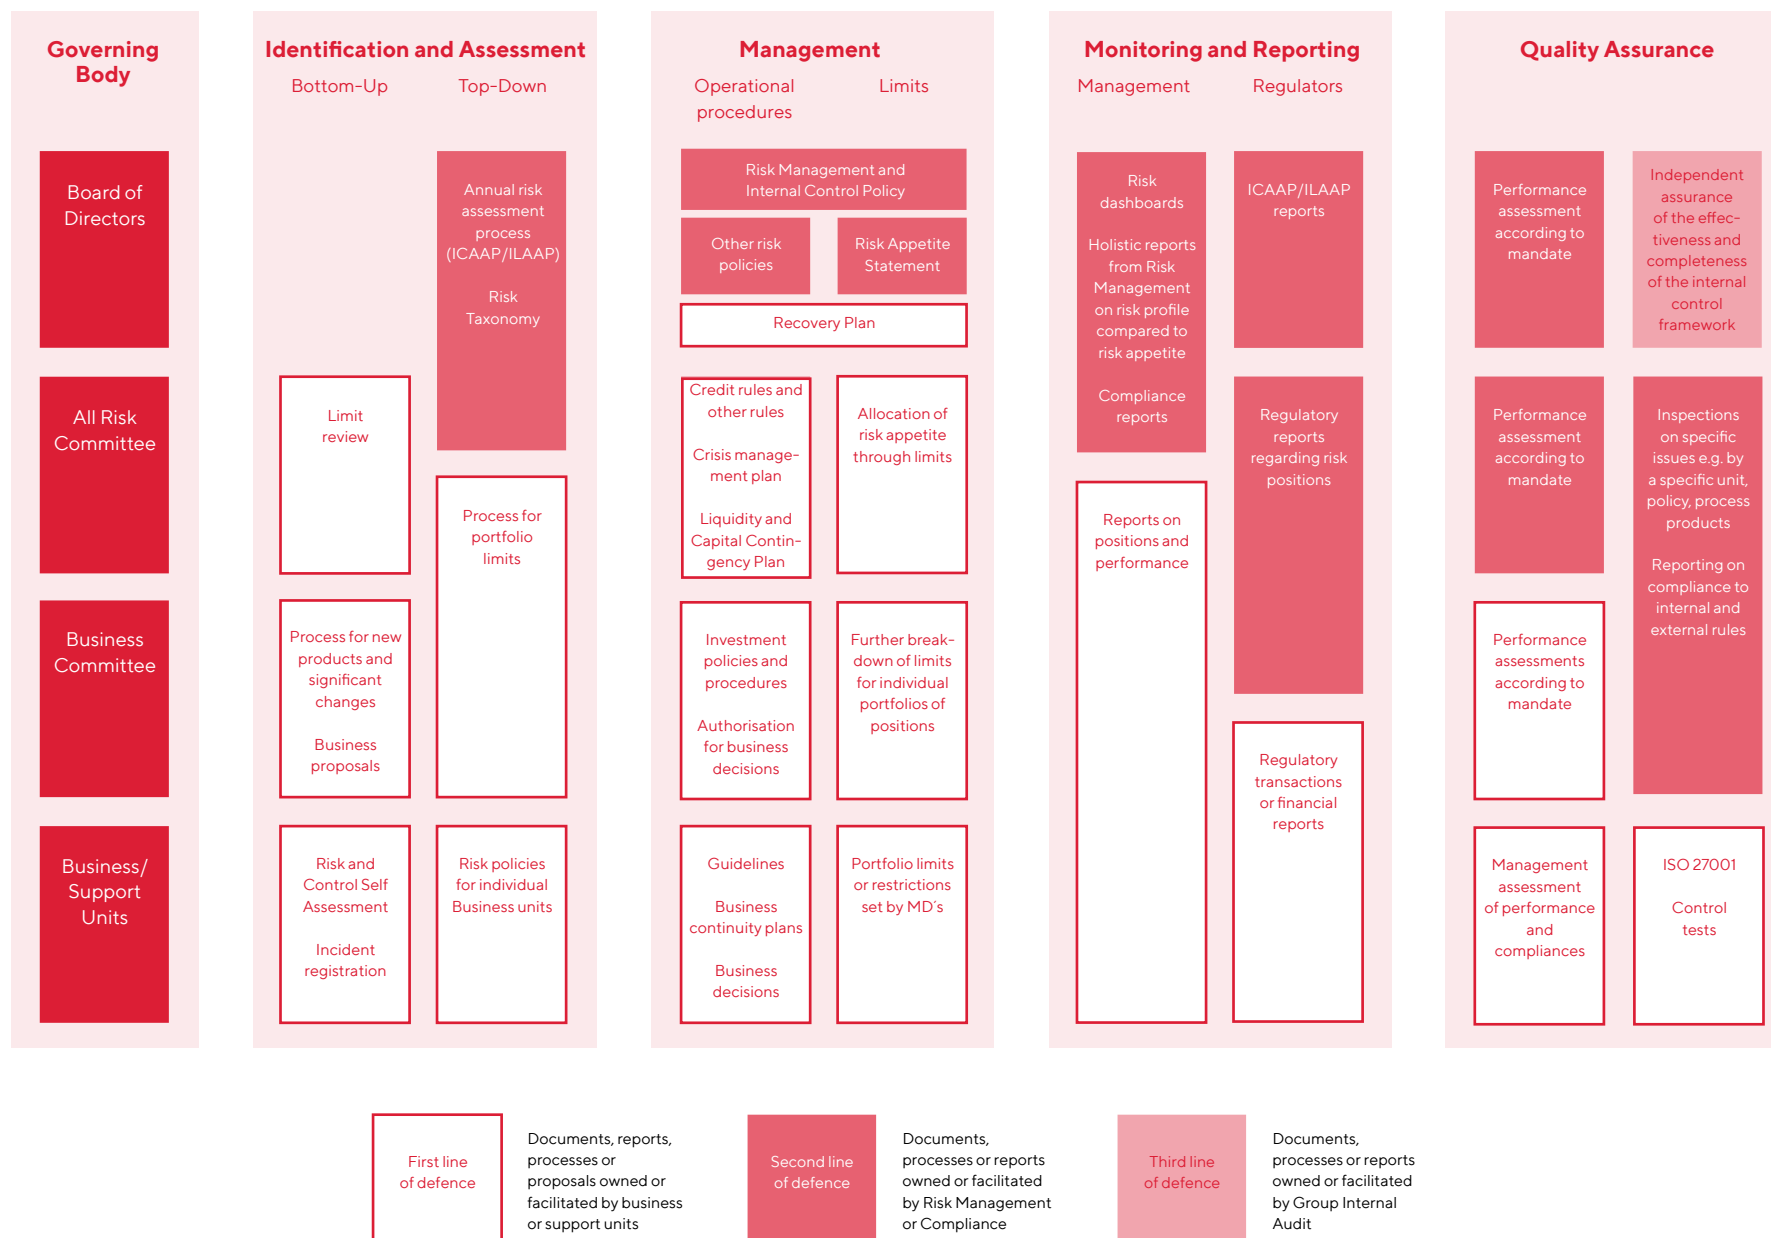 Governing
Body
Board of
Directors
All Risk
Committee
Business
Committee
Business/
Support
Units
Identification and Assessment
Bottom-Up
Top-Down
Annual risk
assessment
process
(ICAAP/ILAAP)
Risk
Taxonomy
Limit
review
Process for
portfolio
limits
Process for new
products and
significant
changes
Business
proposals
Risk and
Control Self
Assessment
Incident
registration
Risk policies
for individual
Business units
Management
Operational
procedures
Limits
Risk Management and
Internal Control Policy
Other risk
policies
Risk Appetite
Statement
Recovery Plan
Credit rules and
other rules
Crisis manage-
ment plan
Liquidity and
Capital Contin-
gency Plan
Allocation of
risk appetite
through limits
Investment
policies and
procedures
Authorisation
for business
decisions
Further break-
down of limits
for individual
portfolios of
positions
Guidelines
Business
continuity plans
Business
decisions
Portfolio limits
or restrictions
set by MD´s
Monitoring and Reporting
Management
Regulators
Risk
dashboards
Holistic reports
from Risk
Management
on risk profile
compared to
risk appetite
Compliance
reports
ICAAP/ILAAP
reports
Regulatory
reports
regarding risk
positions
Reports on
positions and
performance
Regulatory
transactions
or financial
reports
Quality Assurance
Performance
assessment
according to
mandate
Independent
assurance
of the effec-
tiveness and
completeness
of the internal
control
framework
Performance
assessment
according to
mandate
Inspections
on specific
issues e.g. by
a specific unit,
policy, process
products
Reporting on
compliance to
internal and
external rules
Performance
assessments
according to
mandate
Management
assessment
of performance
and
compliances
ISO 27001
Control
tests
First line
of defence
Documents, reports,
processes or
proposals owned or
facilitated by business
or support units
Second line
of defence
Documents,
processes or reports
owned or facilitated
by Risk Management
or Compliance
Third line
of defence
Documents,
processes or reports
owned or facilitated
by Group Internal
Audit